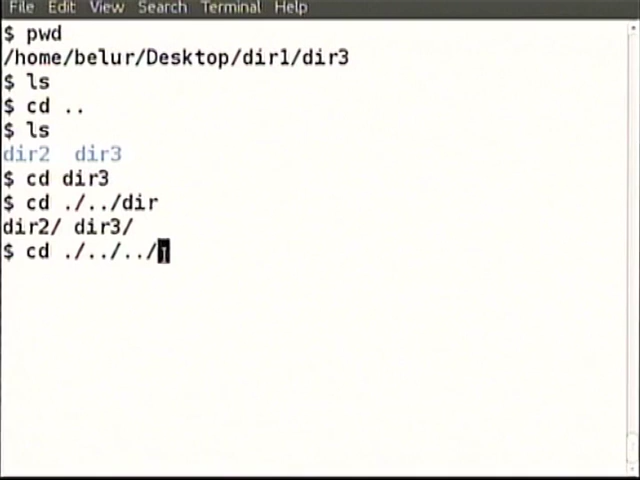 File Edit View Search Terminal Help
$ pwd
/home/belur/Desktop/dir1/dir3
$ ls
$ cd ..
$ ls
dir2 dir3
$ cd dir3
$ cd ./../dir
dir2/ dir3/
$ cd ./../../